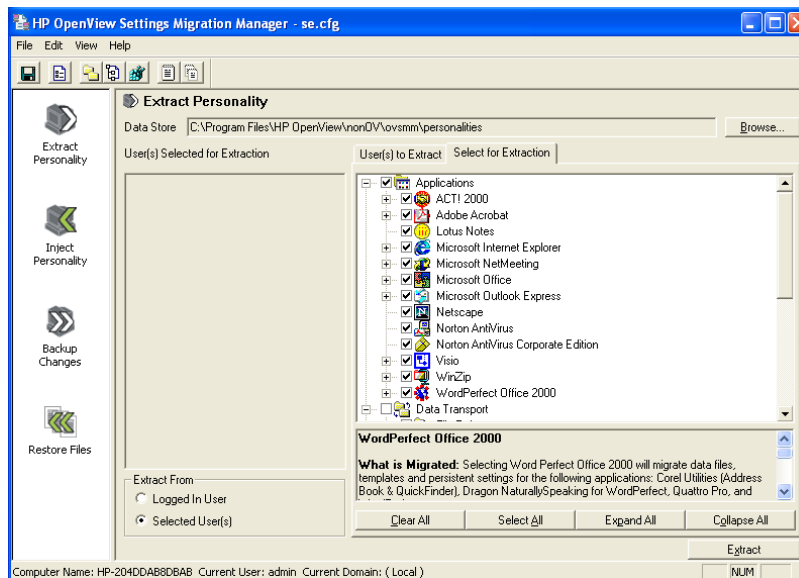 HP OpenView Settings Migration Manager - se.cfg
File Edit View Help
Extract Personality
Data Store C:\Program Files\HP OpenView\nonOV\ovsmm\personalities Browse...
User(s) Selected for Extraction
User(s) to Extract Select for Extraction
Extract
Personality
Inject
Personality
Backup
Changes
Restore Files
Applications
ACT! 2000
Adobe Acrobat
Lotus Notes
Microsoft Internet Explorer
Microsoft NetMeeting
Microsoft Office
Microsoft Outlook Express
Netscape
Norton AntiVirus
Norton AntiVirus Corporate Edition
Visio
WinZip
WordPerfect Office 2000
Data Transport
WordPerfect Office 2000
What is Migrated: Selecting Word Perfect Office 2000 will migrate data files,
templates and persistent settings for the following applications: Corel Utilities (Address
Book & QuickFinder), Dragon NaturallySpeaking for WordPerfect, Quattro Pro, and
Extract From
Logged In User
Selected User(s)
Clear All Select All Expand All Collapse All
Extract
Computer Name: HP-204DDAB8DBAB Current User: admin Current Domain: ( Local ) NUM